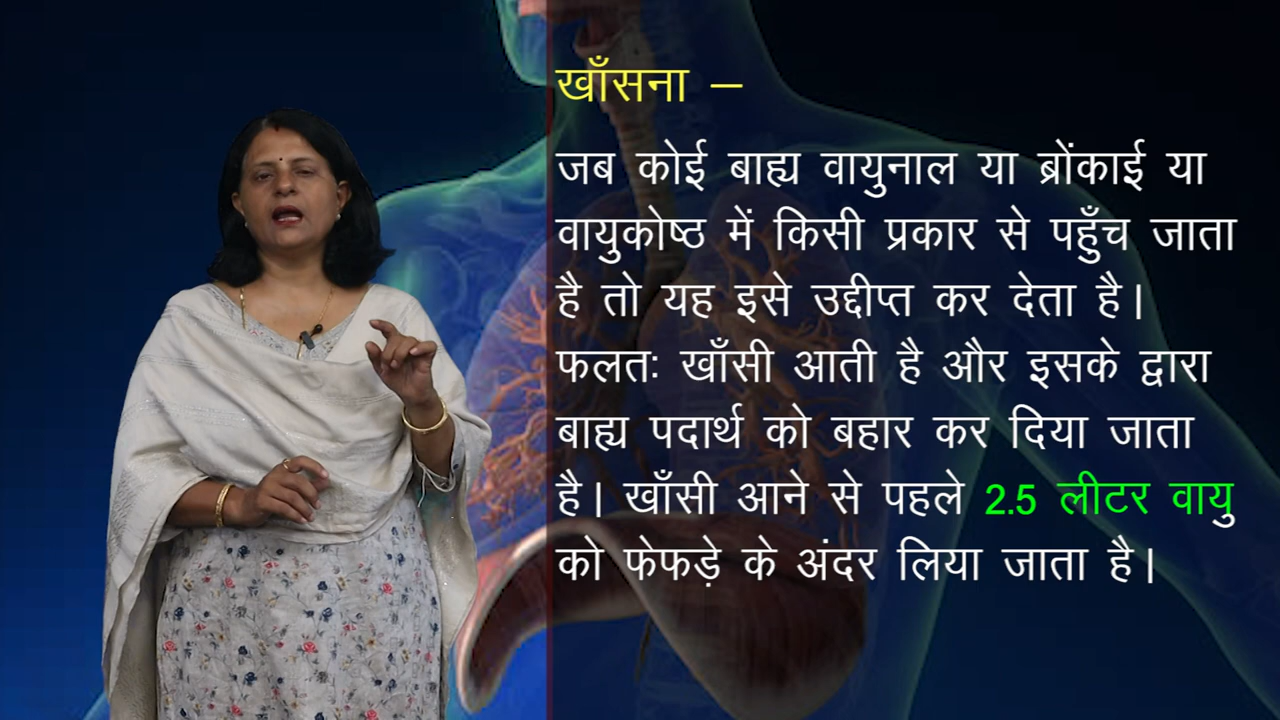 खाँसना –
जब कोई बाह्य वायुनाल या ब्रोंकाई या
वायुकोष्ठ में किसी प्रकार से पहुँच जाता
है तो यह इसे उद्दीप्त कर देता है।
फलतः खाँसी आती है और इसके द्वारा
बाह्य पदार्थ को बहार कर दिया जाता
है। खाँसी आने से पहले 2.5 लीटर वायु
को फेफड़े के अंदर लिया जाता है।